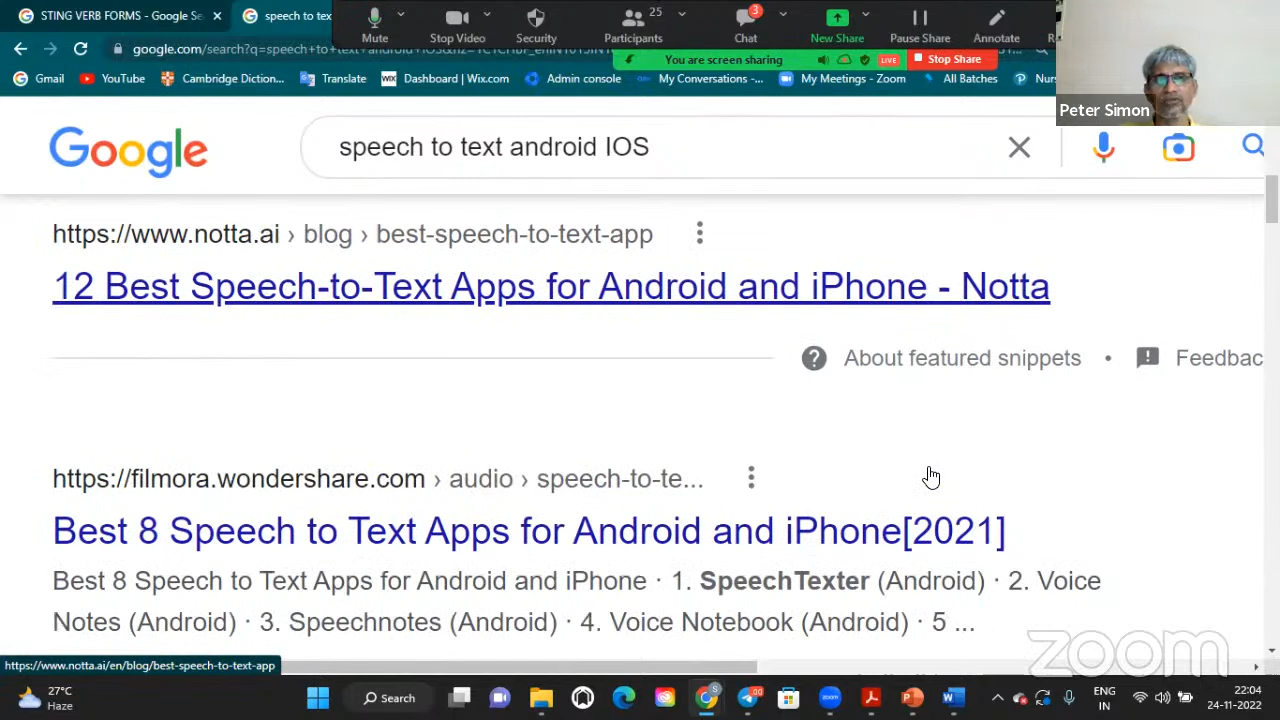 STING VERB FORMS - Google Se
speech to tex
Mute
Stop Video
Security
25
Participants
3
Chat
New Share
Pause Share
Annotate
You are screen sharing
LIVE
Stop Share
google.com/search?q=speech+to+text+android+IOS
Gmail
YouTube
Cambridge Diction...
Translate
WIX
Dashboard | Wix.com
Admin console
My Conversations -...
My Meetings - Zoom
All Batches
Nurs
Peter Simon
Google
speech to text android IOS
https://www.notta.ai › blog › best-speech-to-text-app
12 Best Speech-to-Text Apps for Android and iPhone - Notta
About featured snippets • Feedbac
https://filmora.wondershare.com › audio › speech-to-te...
Best 8 Speech to Text Apps for Android and iPhone[2021]
Best 8 Speech to Text Apps for Android and iPhone · 1. SpeechTexter (Android) · 2. Voice
Notes (Android) · 3. Speechnotes (Android) · 4. Voice Notebook (Android) · 5 ...
zoom
https://www.notta.ai/en/blog/best-speech-to-text-app
27°C
Haze
Search
ENG
IN
22:04
24-11-2022